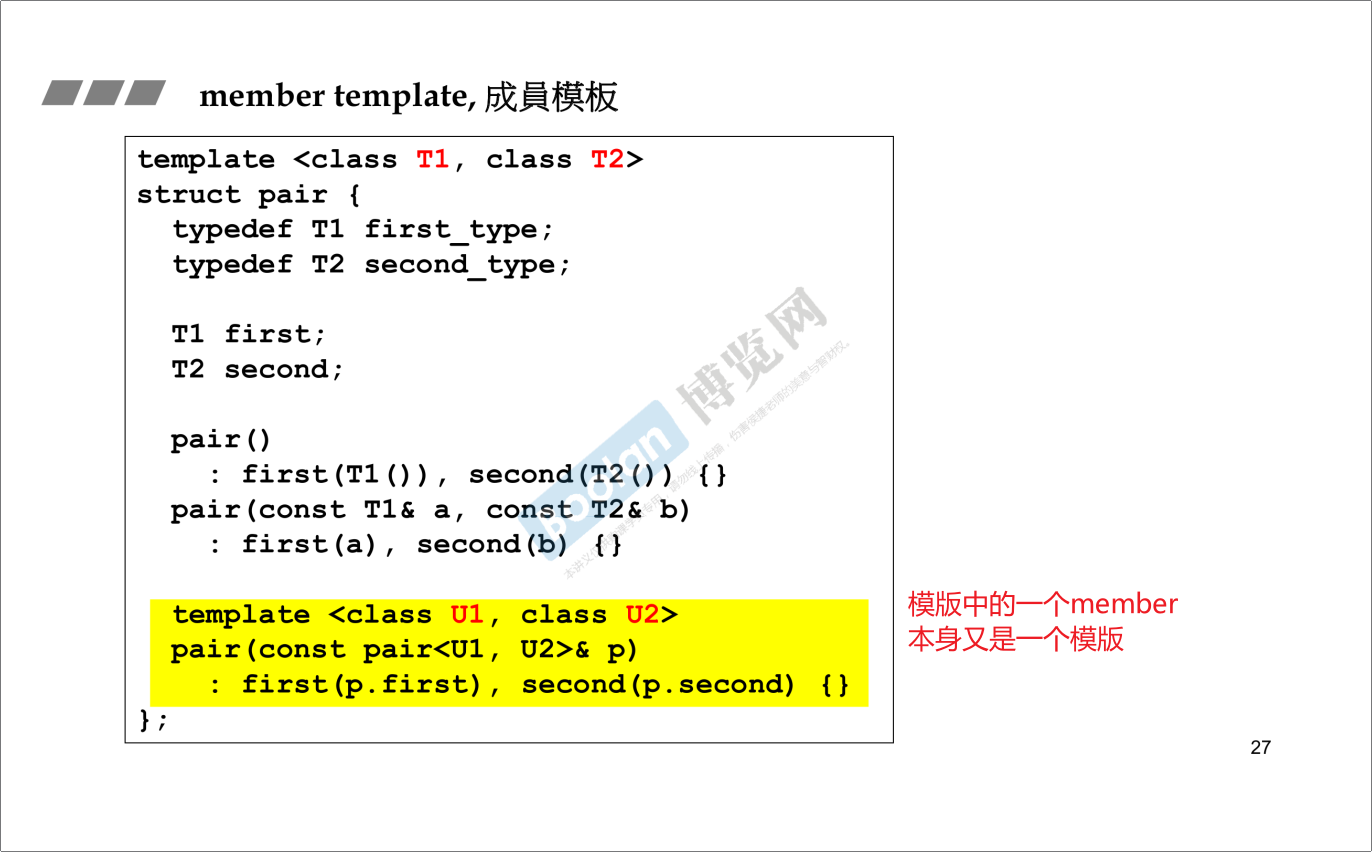 member template, 成員模板
template <class T1, class T2>
struct pair {
typedef T1 first_type;
typedef T2 second_type;
T1 first;
T2 second;
pair()
: first(T1()), second(T2()) {}
pair(const T1& a, const T2& b)
: first(a), second(b) {}
template <class U1, class U2>
pair(const pair<U1, U2>& p)
: first(p.first), second(p.second) {}
};
模版中的一个member
本身又是一个模版
boolan 博览网
27